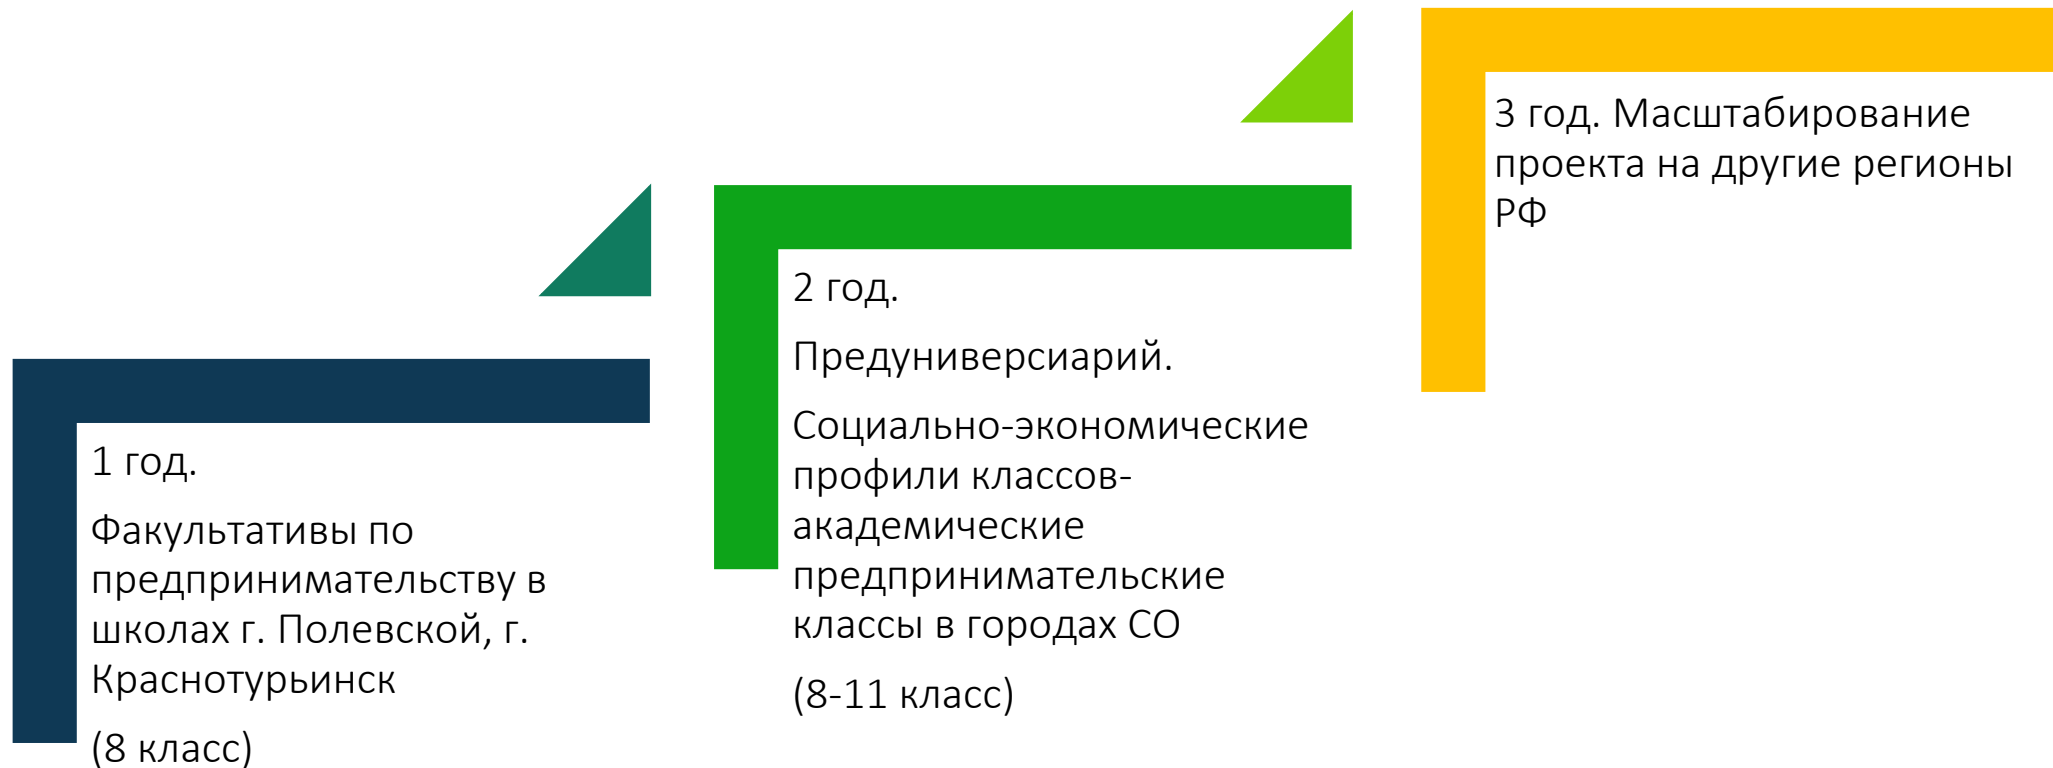 1 год.
Факультативы по
предпринимательству в
школах г. Полевской, г.
Краснотурьинск
(8 класс)
2 год.
Предуниверсиарий.
Социально-экономические
профили классов-
академические
предпринимательские
классы в городах СО
(8-11 класс)
3 год. Масштабирование
проекта на другие регионы
РФ